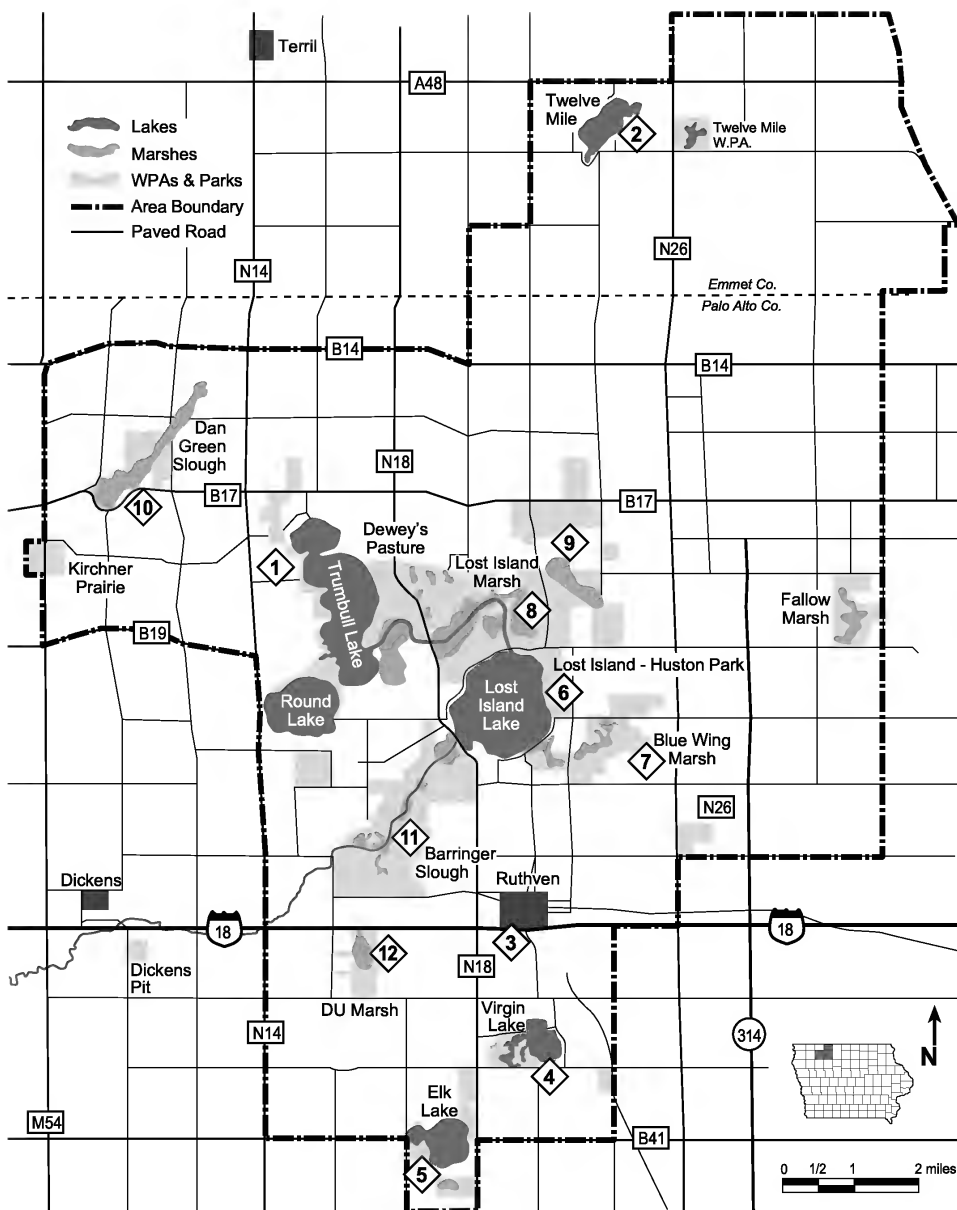 Terril
A48
Twelve
Mile
2
Twelve Mile
W.P.A.
Lakes
Marshes
WPAs & Parks
Area Boundary
Paved Road
N14
N26
Emmet Co.
Palo Alto Co.
B14
B14
Dan
Green
Slough
N18
10
B17
B17
Dewey's
Pasture
9
1
Lost Island
Marsh
Kirchner
Prairie
Trumbull Lake
8
Fallow
Marsh
B19
Lost Island - Huston Park
6
Round
Lake
Lost
Island
Lake
Blue Wing
Marsh
7
N26
11
Barringer
Slough
Dickens
Ruthven
18
18
3
12
Dickens
Pit
N18
DU Marsh
Virgin
Lake
N14
314
N
4
Elk
Lake
M54
B41
5
0 1/2 1 2 miles